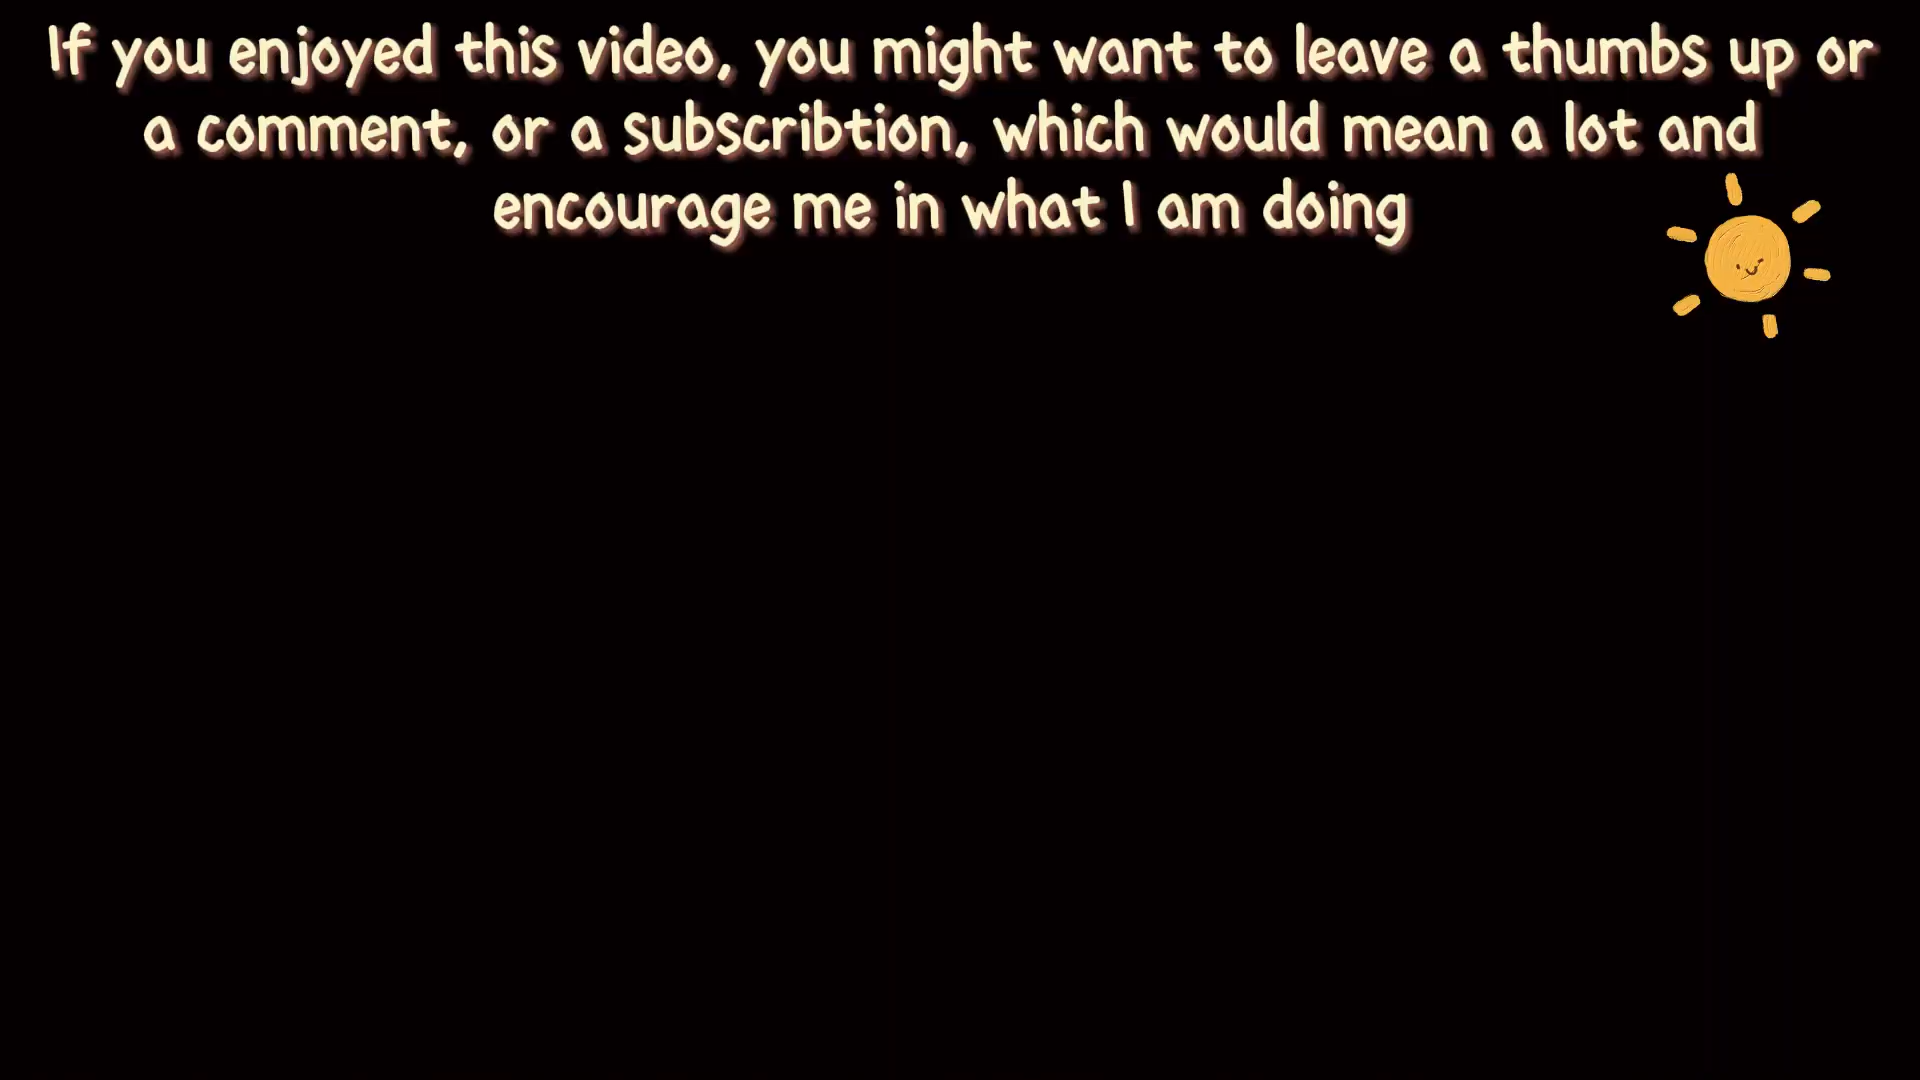 If you enjoyed this video, you might want to leave a thumbs up or
a comment, or a subscribtion, which would mean a lot and
encourage me in what I am doing